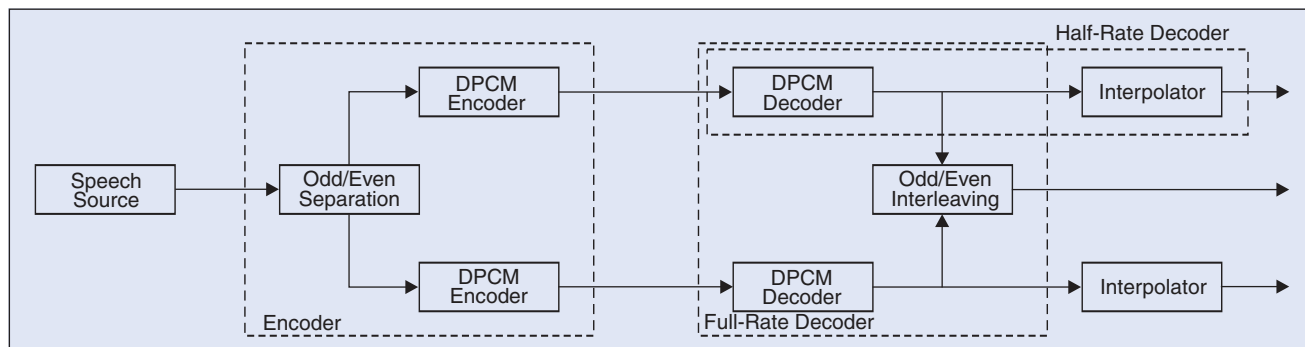 Half-Rate Decoder
DPCM
Encoder
DPCM
Decoder
Interpolator
Speech
Source
Odd/Even
Separation
Odd/Even
Interleaving
DPCM
Encoder
DPCM
Decoder
Interpolator
Encoder
Full-Rate Decoder